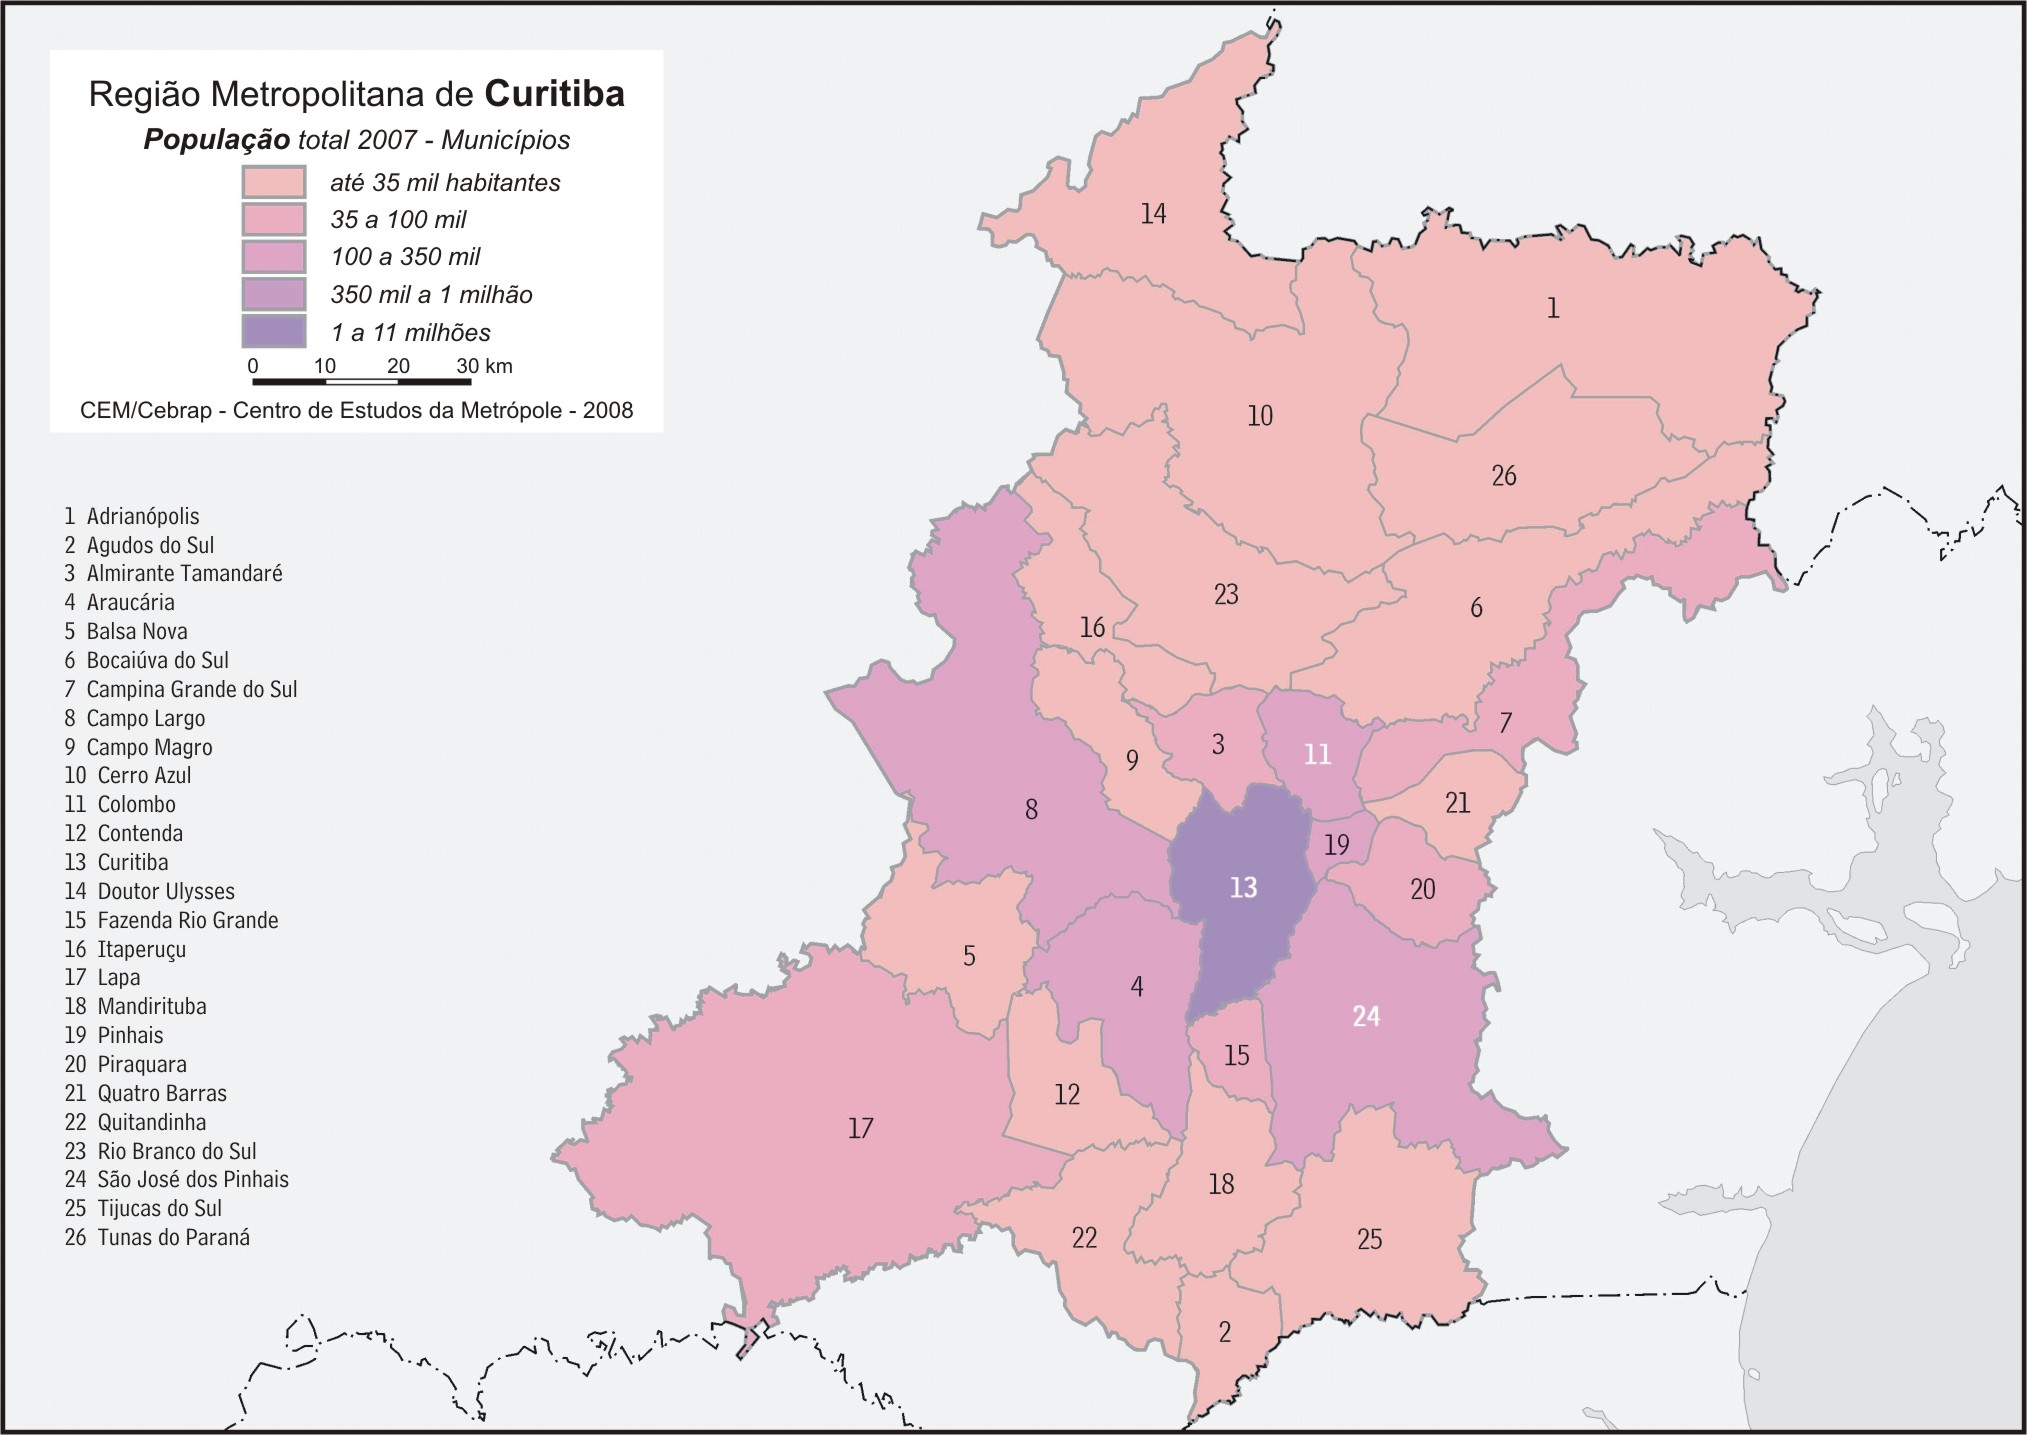 Região Metropolitana de Curitiba
População total 2007 - Municípios
até 35 mil habitantes
35 a 100 mil
100 a 350 mil
350 mil a 1 milhão
1 a 11 milhões
0 10 20 30 km
CEM/Cebrap - Centro de Estudos da Metrópole - 2008
1 Adrianópolis
2 Agudos do Sul
3 Almirante Tamandaré
4 Araucária
5 Balsa Nova
6 Bocaiúva do Sul
7 Campina Grande do Sul
8 Campo Largo
9 Campo Magro
10 Cerro Azul
11 Colombo
12 Contenda
13 Curitiba
14 Doutor Ulysses
15 Fazenda Rio Grande
16 Itaperuçu
17 Lapa
18 Mandirituba
19 Pinhais
20 Piraquara
21 Quatro Barras
22 Quitandinha
23 Rio Branco do Sul
24 São José dos Pinhais
25 Tijucas do Sul
26 Tunas do Paraná
14
1
10
26
23
6
16
7
3
11
9
21
8
19
13
20
5
4
24
15
12
17
18
22
25
2